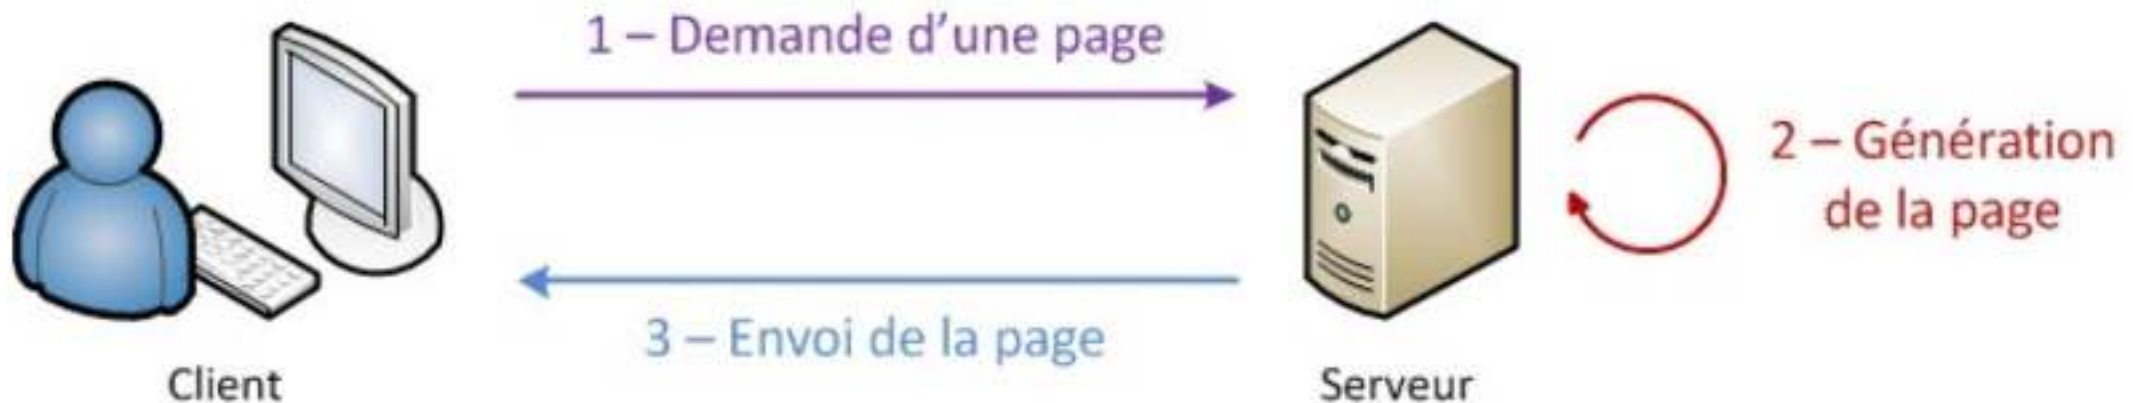 1 – Demande d'une page
2 – Génération
de la page
3 – Envoi de la page
Client
Serveur